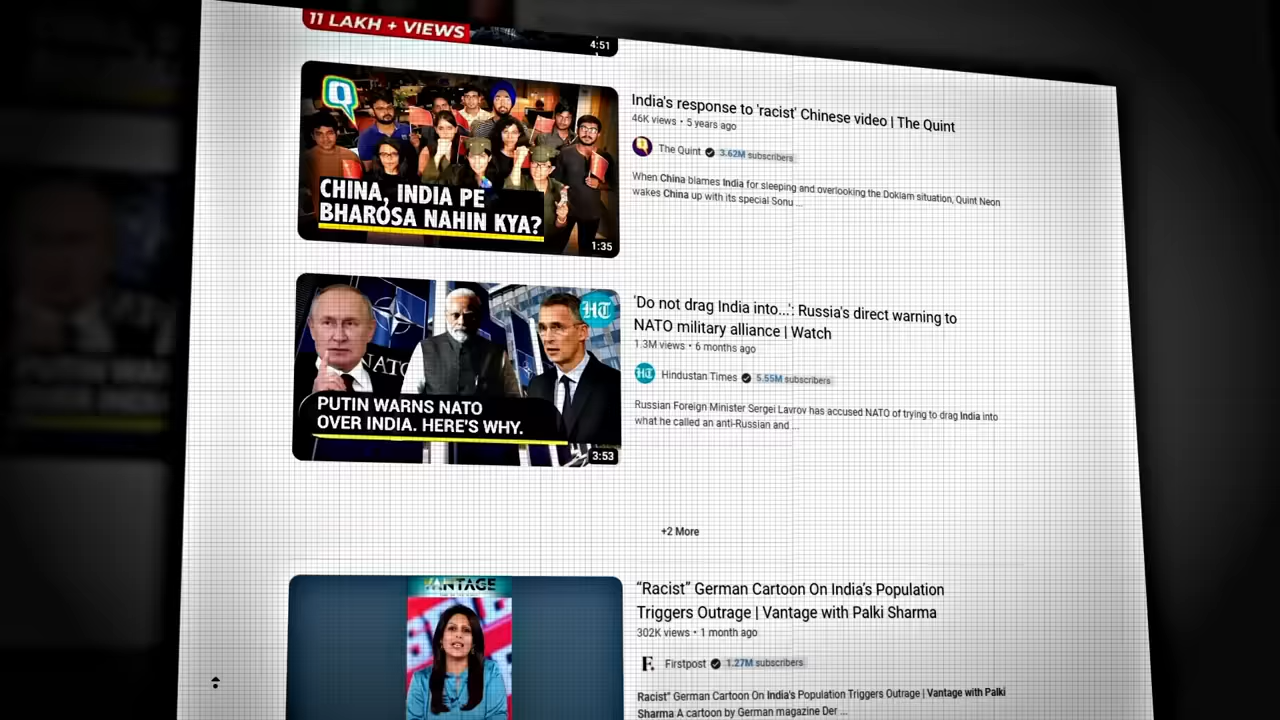 11 LAKH + VIEWS
4:51
Q
CHINA, INDIA PE
BHAROSA NAHIN KYA?
1:35
India's response to 'racist' Chinese video | The Quint
46K views • 5 years ago
The Quint 3.62M subscribers
When China blames India for sleeping and overlooking the Doklam situation, Quint Neon
wakes China up with its special Sonu ...
HT
NATO
PUTIN WARNS NATO
OVER INDIA. HERE'S WHY.
3:53
'Do not drag India into...': Russia's direct warning to
NATO military alliance | Watch
1.3M views • 6 months ago
HT Hindustan Times 5.55M subscribers
Russian Foreign Minister Sergei Lavrov has accused NATO of trying to drag India into
what he called an anti-Russian and ...
+2 More
VANTAGE
“Racist” German Cartoon On India's Population
Triggers Outrage | Vantage with Palki Sharma
302K views • 1 month ago
F. Firstpost 1.27M subscribers
Racist” German Cartoon On India's Population Triggers Outrage | Vantage with Palki
Sharma A cartoon by German magazine Der ...